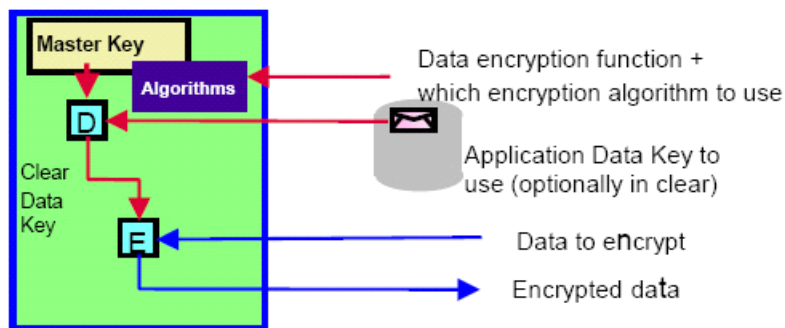 Master Key
Algorithms
Data encryption function +
which encryption algorithm to use
D
Application Data Key to
use (optionally in clear)
Clear
Data
Key
E
Data to encrypt
Encrypted data